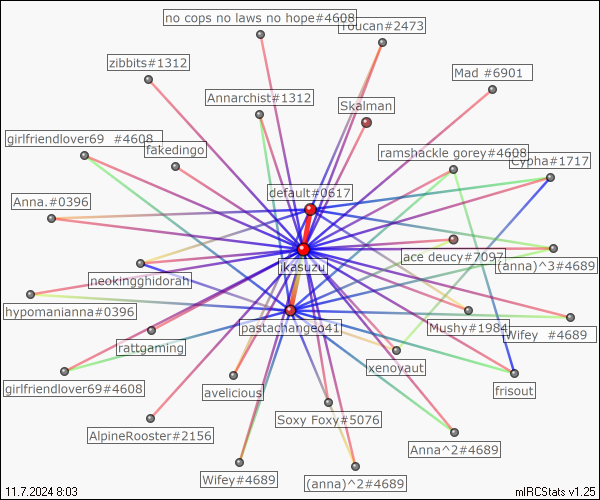 no cops no laws no hope#4608
Toucan#2473
zibbits#1312
Mad #6901
Annarchist#1312
Skalman
girlfriendlover69 #4608
fakedingo
ramshackle gorey#4608
Cypha#1717
default#0617
Anna.#0396
ikasuzu
ace deucy#7097
(anna)^3#4689
neokingghidorah
hypomanianna#0396
pastachangeo41
Mushy#1984
Wifey #4689
rattgaming
xenoyaut
girlfriendlover69#4608
avelicious
frisout
Soxy Foxy#5076
AlpineRooster#2156
Anna^2#4689
Wifey#4689
(anna)^2#4689
11.7.2024 8:03
mIRCStats v1.25